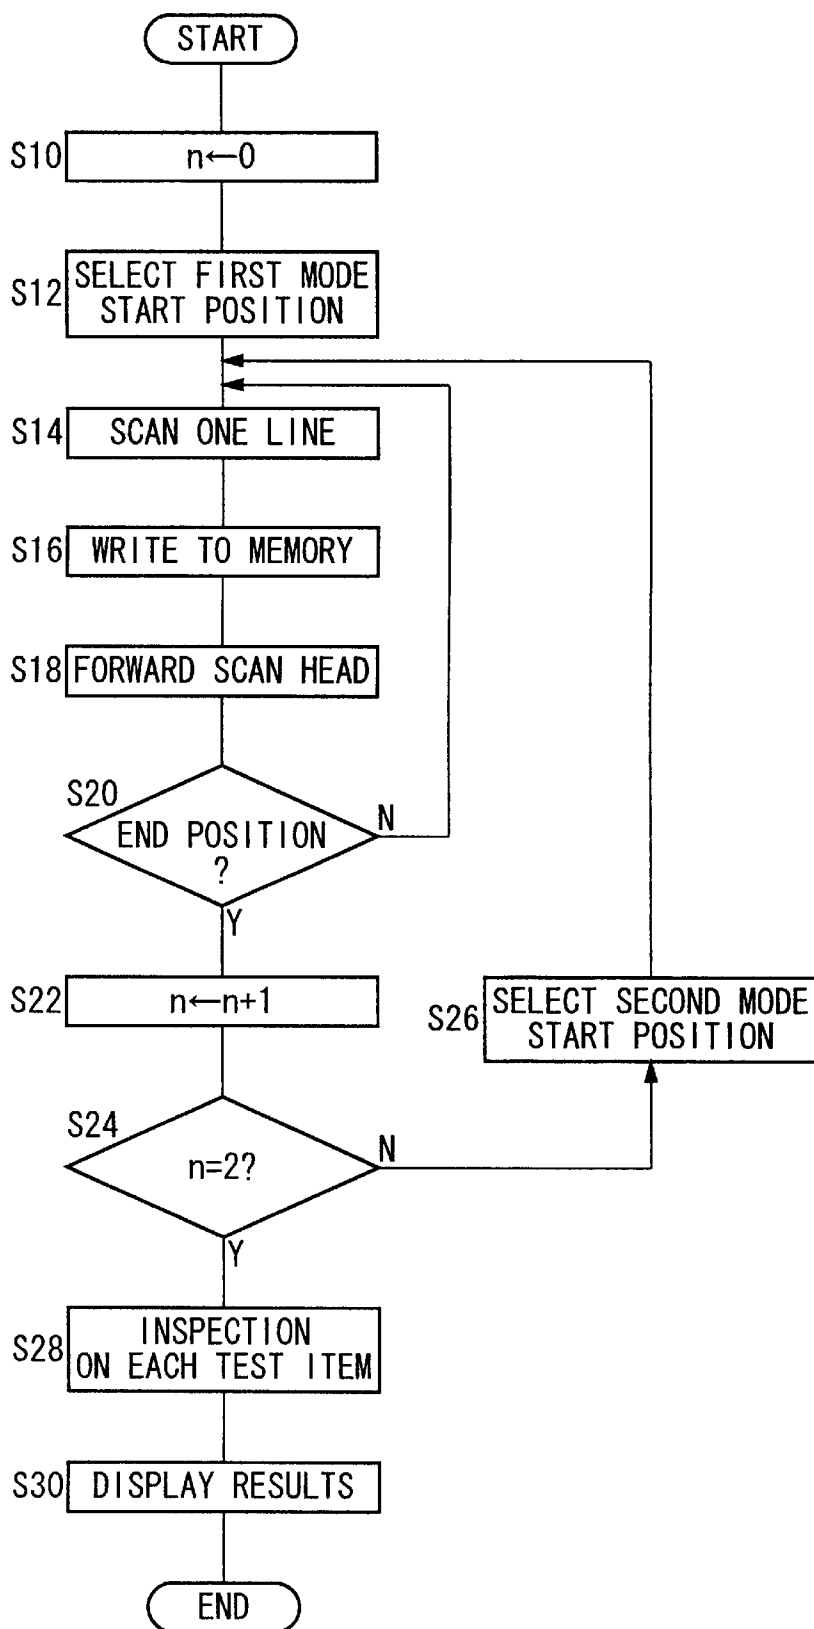 START
S10
n←0
S12
SELECT FIRST MODE
START POSITION
S14
SCAN ONE LINE
S16
WRITE TO MEMORY
S18
FORWARD SCAN HEAD
S20
END POSITION
?
N
Y
S22
n←n+1
S26
SELECT SECOND MODE
START POSITION
S24
n=2?
N
Y
S28
INSPECTION
ON EACH TEST ITEM
S30
DISPLAY RESULTS
END